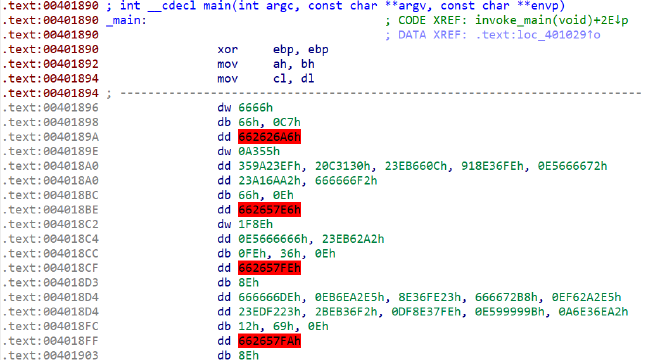 .text:00401890 ; int __cdecl main(int argc, const char **argv, const char **envp)
.text:00401890 _main: ; CODE XREF: invoke_main(void)+2E↓p
.text:00401890 ; DATA XREF: .text:loc_401029↑o
.text:00401890 xor ebp, ebp
.text:00401892 mov ah, bh
.text:00401894 mov cl, dl
.text:00401894 ; ---------------------------------------------------------------------------
.text:00401896 dw 6666h
.text:00401898 db 66h, 0C7h
.text:0040189A dd 662626A6h
.text:0040189E dw 0A355h
.text:004018A0 dd 359A23EFh, 20C3130h, 23EB660Ch, 918E36FEh, 0E5666672h
.text:004018A0 dd 23A16AA2h, 666666F2h
.text:004018BC db 66h, 0Eh
.text:004018BE dd 662657E6h
.text:004018C2 dw 1F8Eh
.text:004018C4 dd 0E5666666h, 23EB62A2h
.text:004018CC db 0FEh, 36h, 0Eh
.text:004018CF dd 662657FEh
.text:004018D3 db 8Eh
.text:004018D4 dd 666666DEh, 0EB6EA2E5h, 8E36FE23h, 666672B8h, 0EF62A2E5h
.text:004018D4 dd 23EDF223h, 2BEB36F2h, 0DF8E37FEh, 0E599999Bh, 0A6E36EA2h
.text:004018FC db 12h, 69h, 0Eh
.text:004018FF dd 662657FAh
.text:00401903 db 8Eh